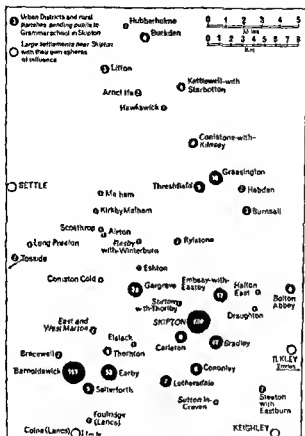 Urban Districts and rural
Parishes sending pupils to
Grammar school in Skipton
Large settlements near Skipton
with their own spheres
of influence
Hubberholme
Buckden
Miles
Km
Litton
Arncliffe
Kettlewell-with
Starbotton
Hawkswick
Conistone-with-
Kilnsey
Grassington
Threshfield
Hebden
SETTLE
Malham
Burnsall
Kirkby Malham
Scosthrop
Airton
Long Preston
with-Winterburn
Rylstone
Tosside
Eshton
Coniston Cold
Gargrave
Embsay-with-
Eastby
Halton
East
Bolton
Abbey
with-Thorlby
SKIPTON
Draughton
East and
West Marton
Elslack
Carleton
Bradley
ILKLEY
Bracewell
Thornton
Barnoldswick
Earby
Cononley
Lothersdale
Salterforth
Steeton
with
Eastburn
Sutton in-
Craven
Foulridge
(Lancs)
Colne (Lancs)
KEIGHLEY